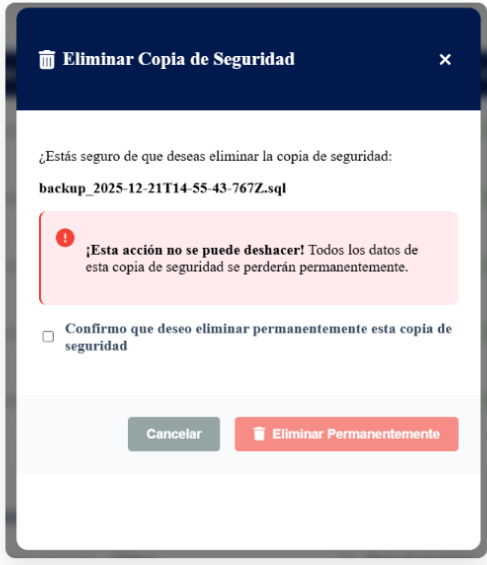 Eliminar Copia de Seguridad
¿Estás seguro de que deseas eliminar la copia de seguridad:
backup_2025-12-21T14-55-43-767Z.sql
¡Esta acción no se puede deshacer! Todos los datos de
esta copia de seguridad se perderán permanentemente.
Confirmo que deseo eliminar permanentemente esta copia de
seguridad
Cancelar
Eliminar Permanentemente